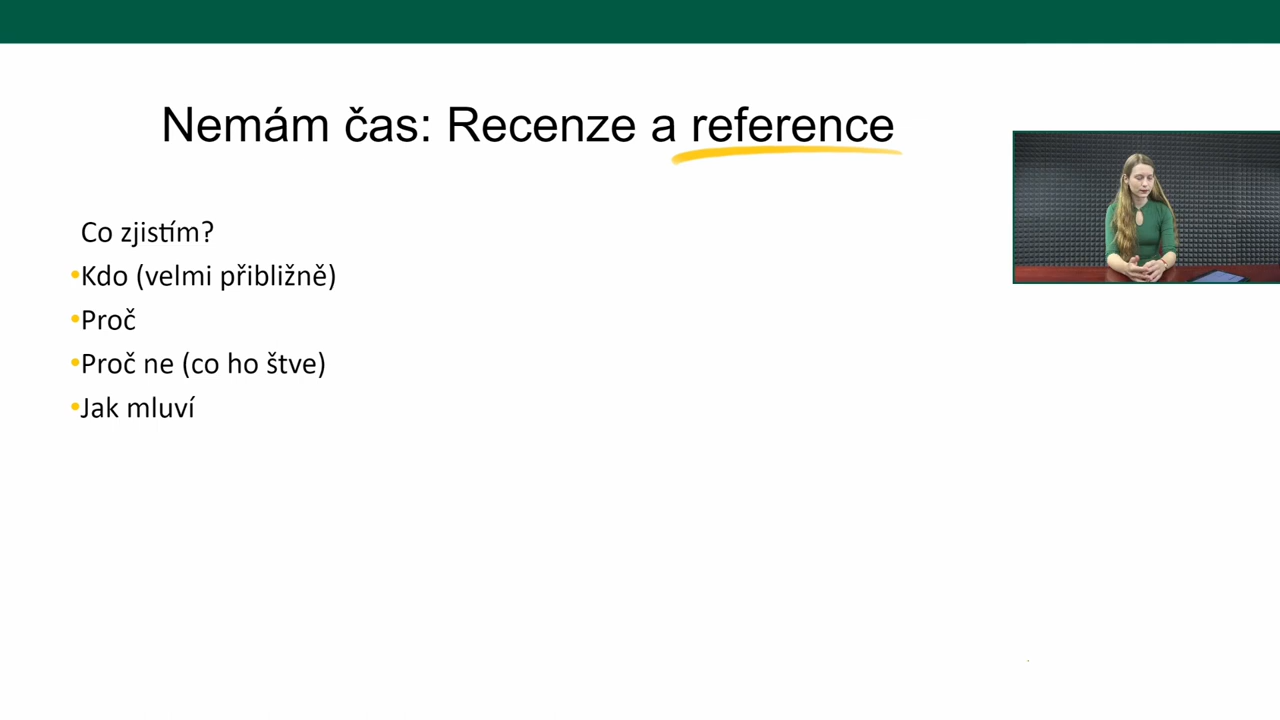 Nemám čas: Recenze a reference
Co zjistím?
•Kdo (velmi přibližně)
•Proč
•Proč ne (co ho štve)
•Jak mluví